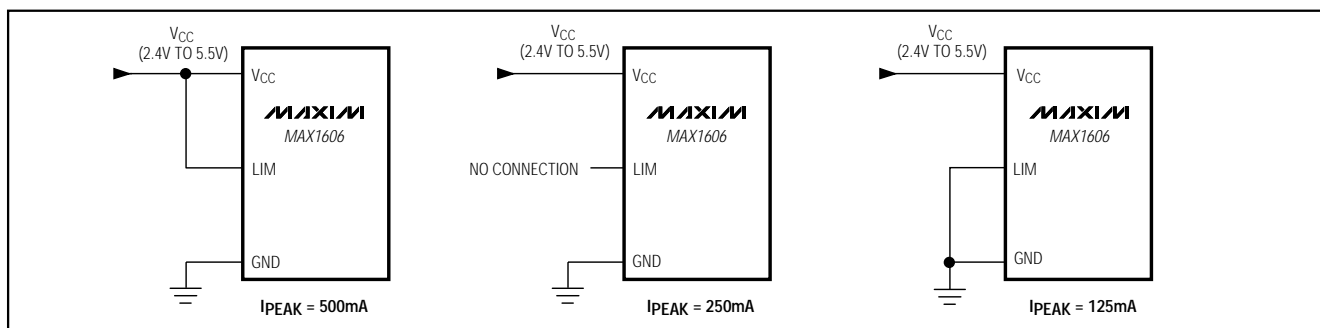 VCC
(2.4V TO 5.5V)
VCC
MAXIM
MAX1606
LIM
GND
IPEAK = 500mA
VCC
(2.4V TO 5.5V)
VCC
MAXIM
MAX1606
NO CONNECTION
LIM
GND
IPEAK = 250mA
VCC
(2.4V TO 5.5V)
VCC
MAXIM
MAX1606
LIM
GND
IPEAK = 125mA